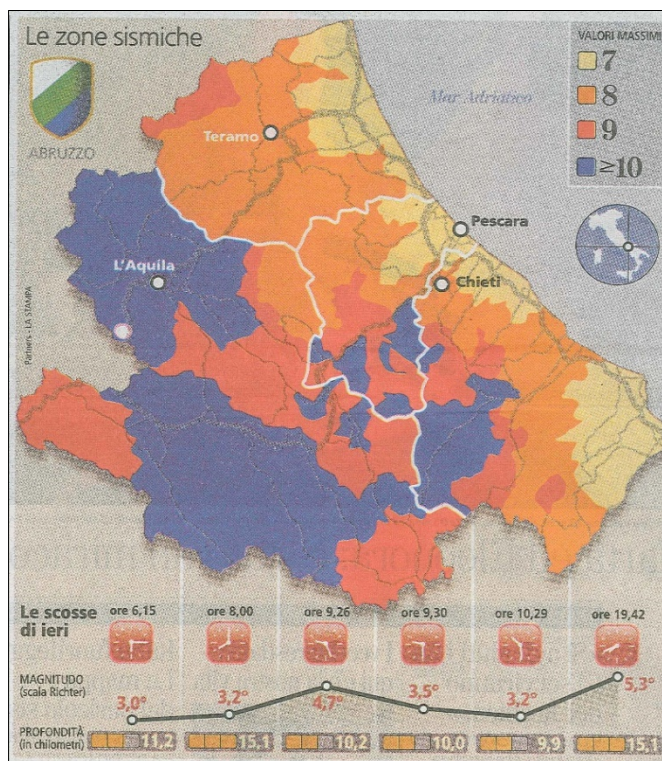 Le zone sismiche
ABRUZZO
VALORI MASSIMI
7
8
9
≥10
Mar Adriatico
Teramo
Pescara
L'Aquila
Chieti
Partners - LA STAMPA
Le scosse
di ieri
ore 6,15
ore 8,00
ore 9,26
ore 9,30
ore 10,29
ore 19,42
MAGNITUDO
(scala Richter)
3,0°
3,2°
4,7°
3,5°
3,2°
5,3°
PROFONDITÀ
(in chilometri)
11,2
15,1
10,2
10,0
9,9
15,1